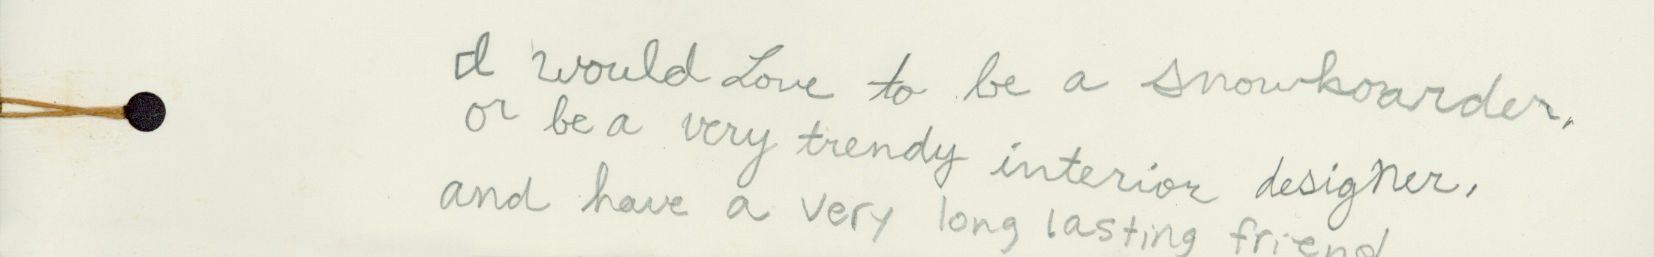 I would Love to be a snowboarder,
or be a very trendy interior designer,
and have a very long lasting friend